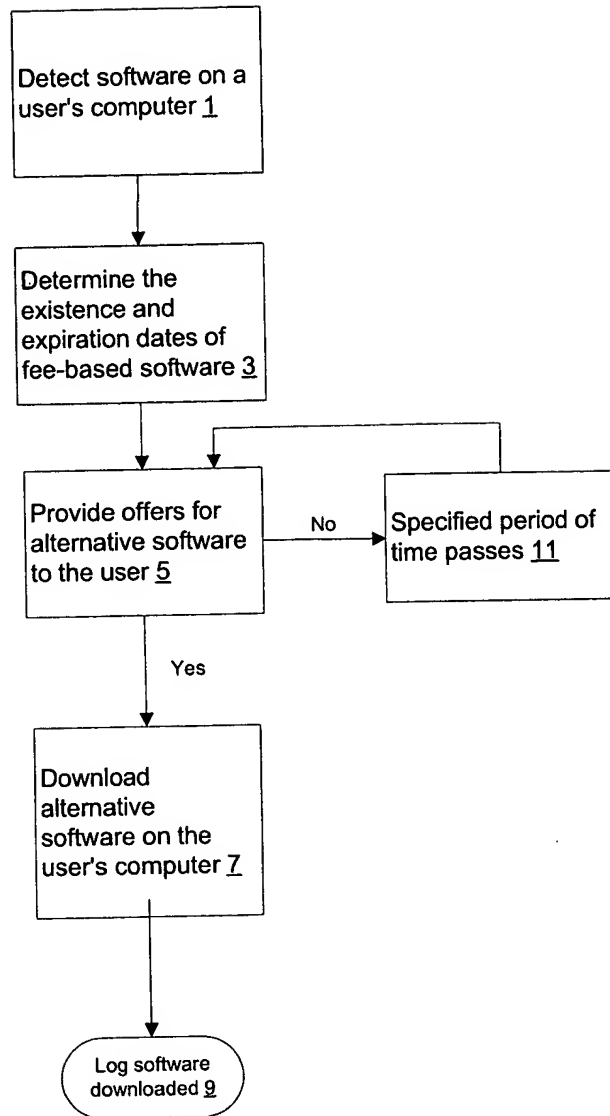 Detect software on a
user's computer 1
Determine the
existence and
expiration dates of
fee-based software 3
Provide offers for
alternative software
to the user 5
No
Specified period of
time passes 11
Yes
Download
alternative
software on the
user's computer 7
Log software
downloaded 9